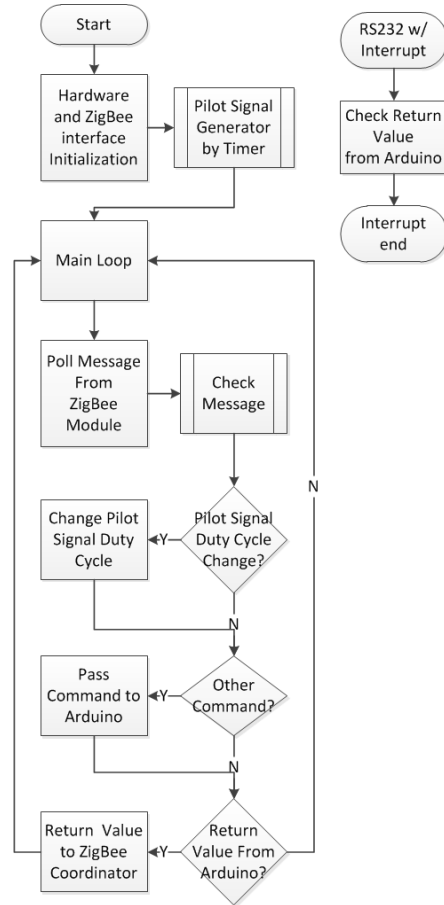 Start
Hardware
and ZigBee
interface
Initialization
Pilot Signal
Generator
by Timer
Main Loop
Poll Message
From
ZigBee
Module
Check
Message
N
Change Pilot
Signal Duty
Cycle
Y
Pilot Signal
Duty Cycle
Change?
N
Pass
Command to
Arduino
Y
Other
Command?
N
Return Value
to ZigBee
Coordinator
Y
Return
Value From
Arduino?
RS232 w/
Interrupt
Check Return
Value
from Arduino
Interrupt
end